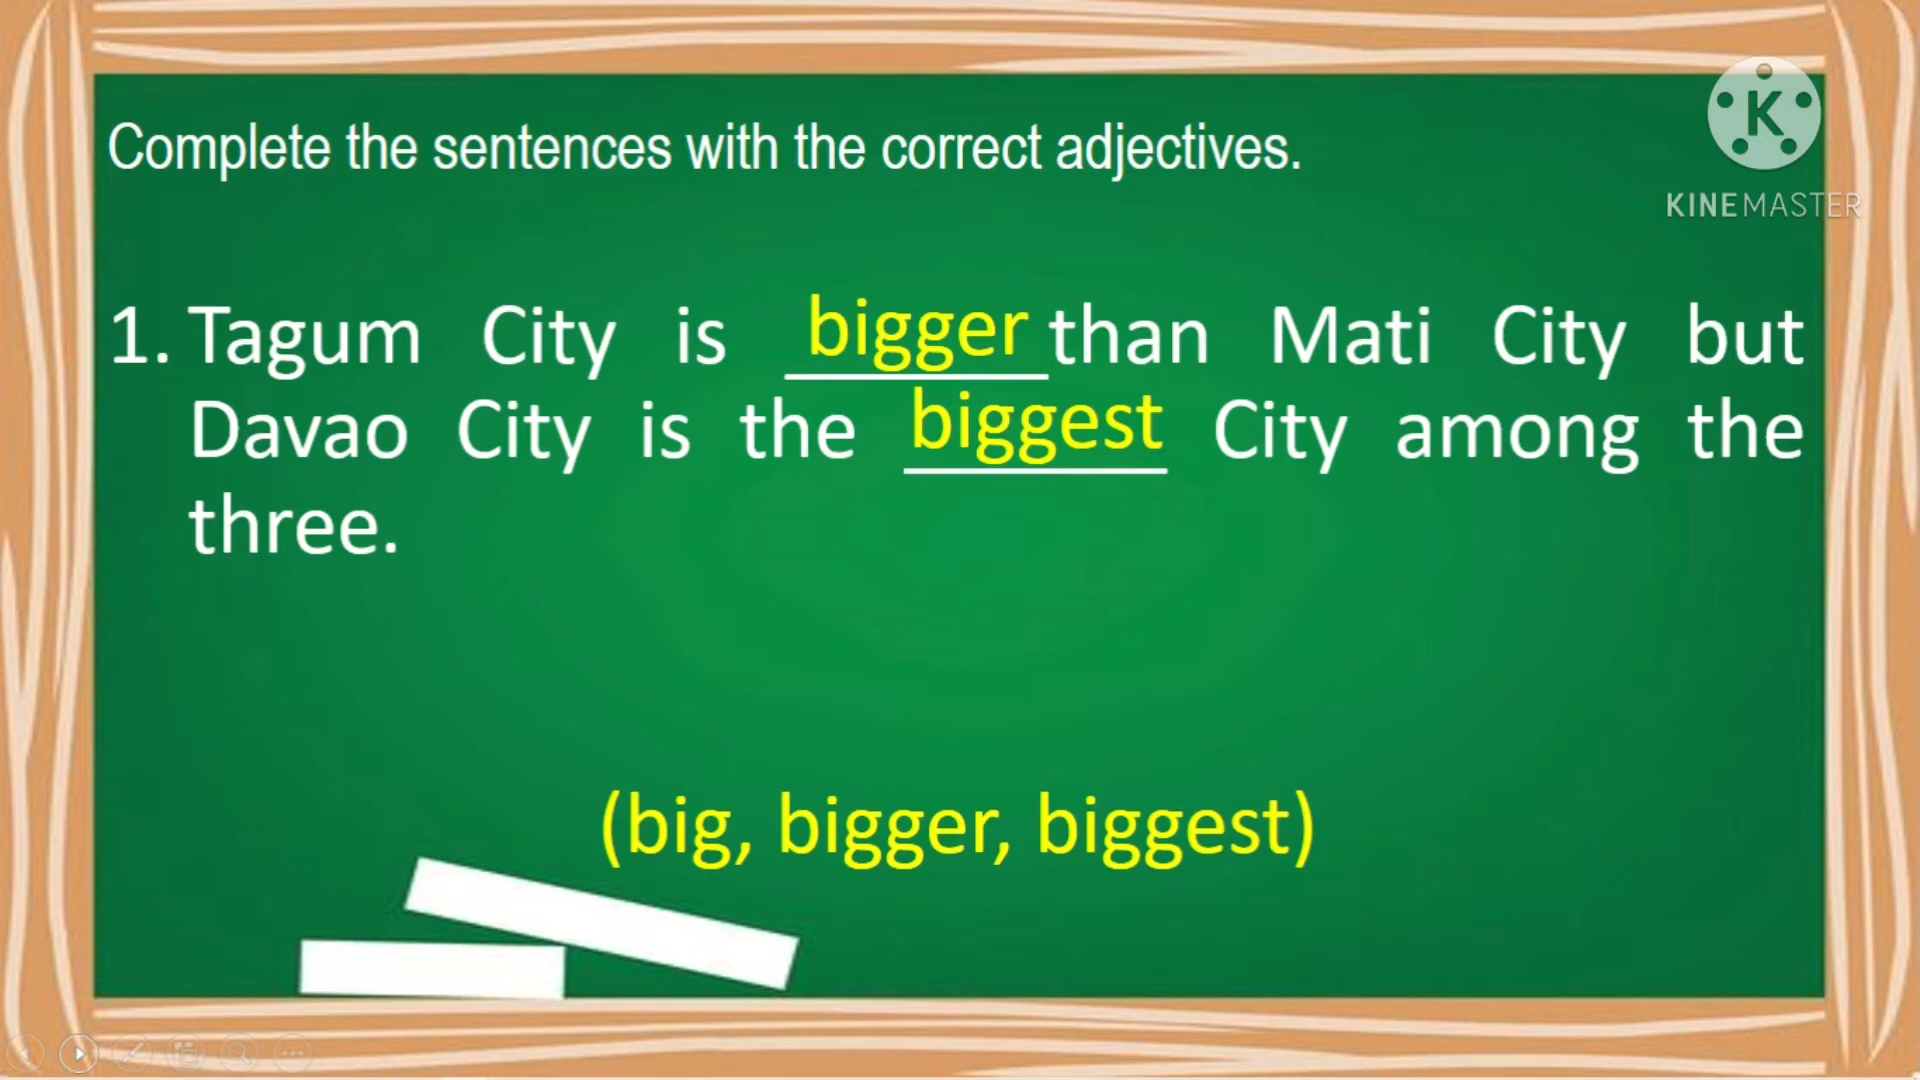 Complete the sentences with the correct adjectives.
K
KINEMASTER
1. Tagum City is bigger than Mati City but
Davao City is the biggest City among the
three.
(big, bigger, biggest)